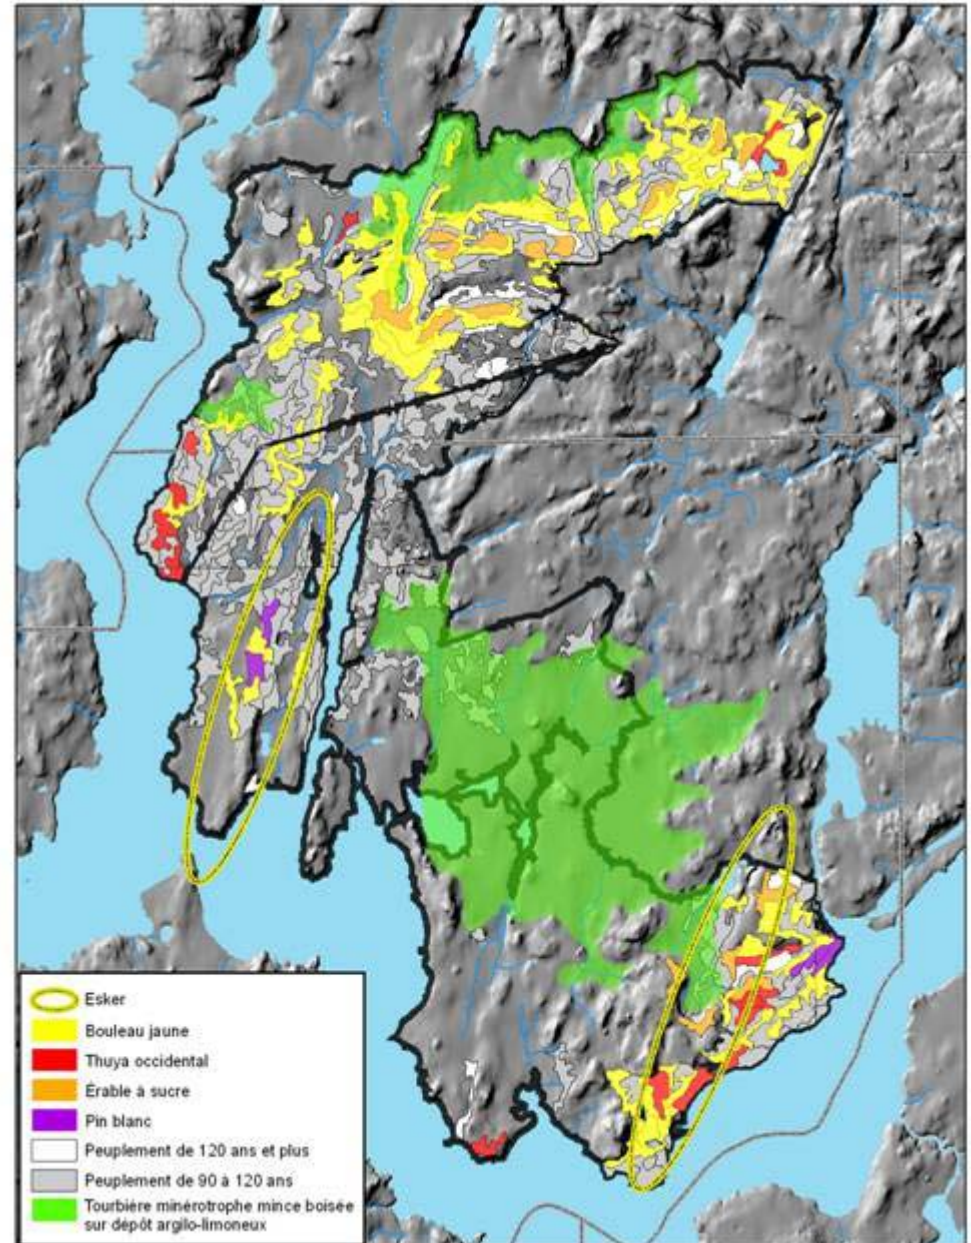 Esker
Bouleau jaune
Thuya occidental
Érable à sucre
Pin blanc
Peuplement de 120 ans et plus
Peuplement de 90 à 120 ans
Tourbière minérotrophe mince boisée
sur dépôt argilo-limoneux